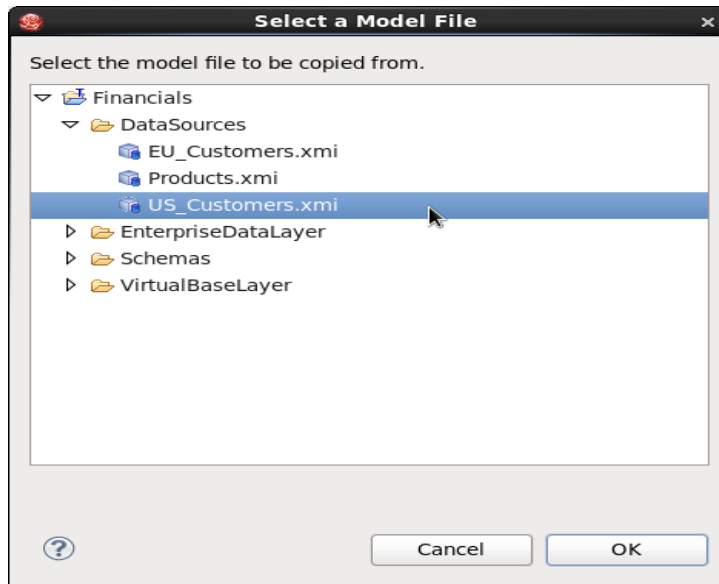 Select a Model File
Select the model file to be copied from.
Financials
DataSources
EU_Customers.xmi
Products.xmi
US_Customers.xmi
EnterpriseDataLayer
Schemas
VirtualBaseLayer
? Cancel OK